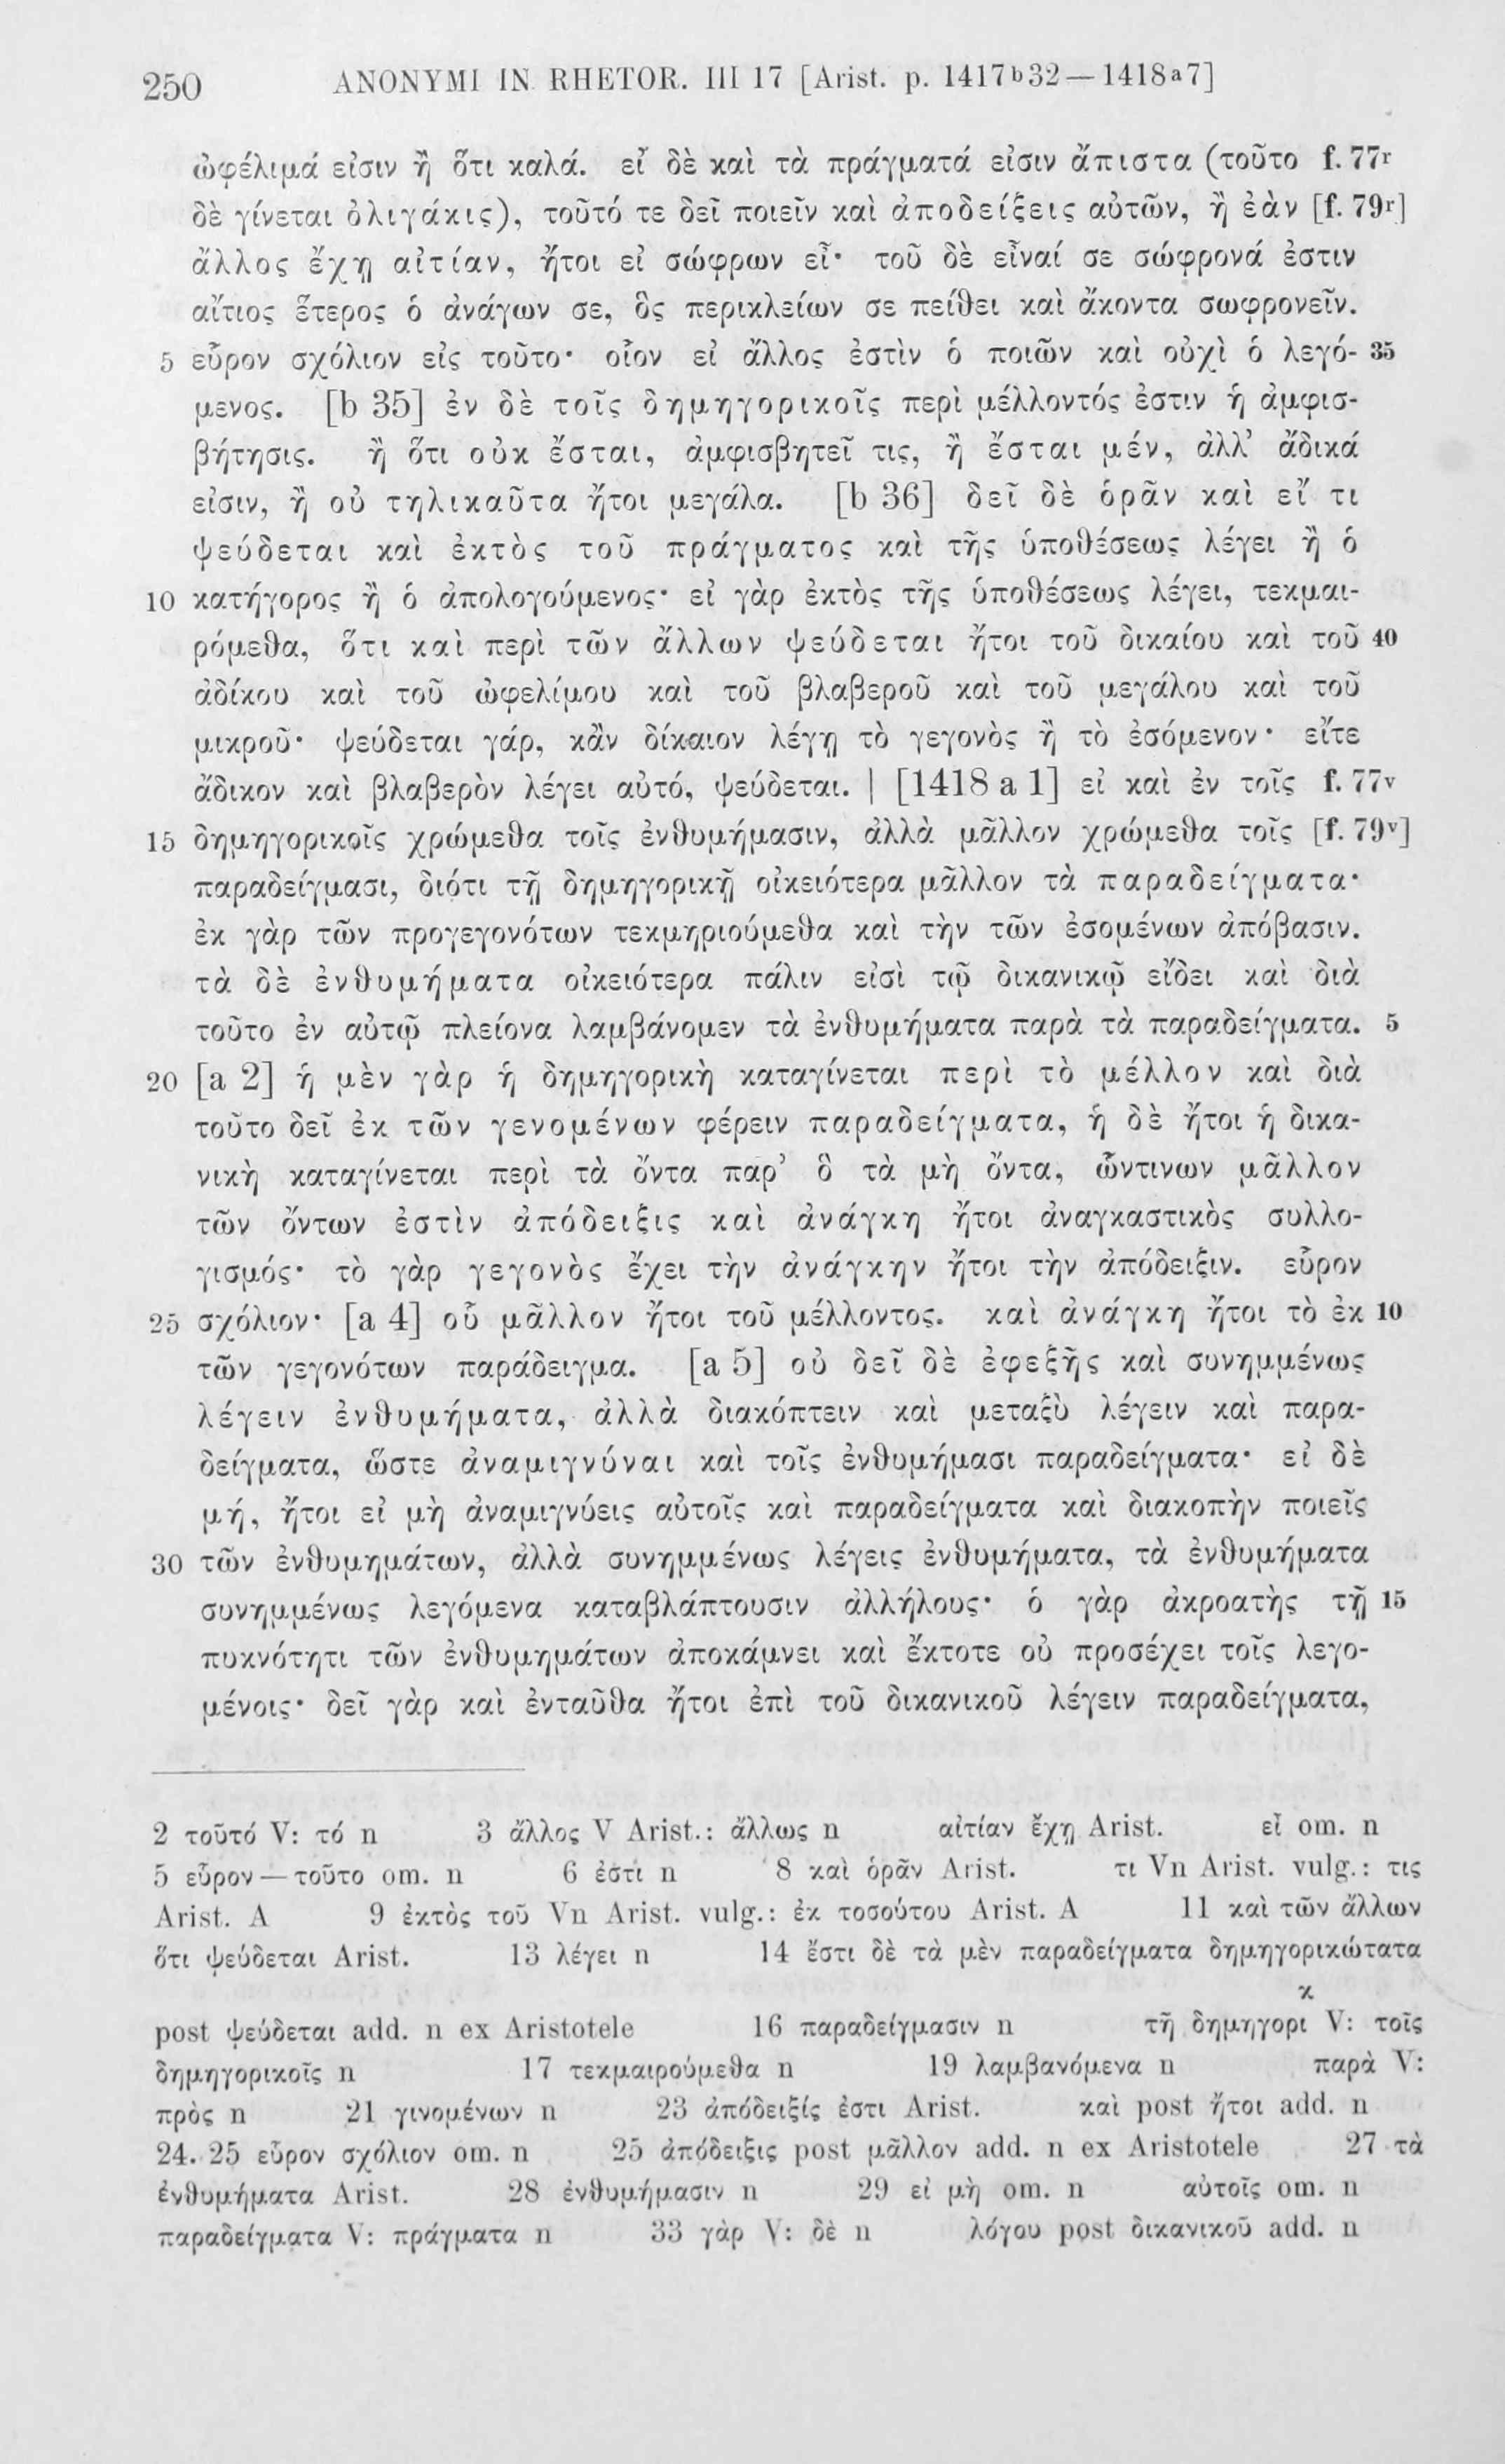 250 ANONYMI IN RHETOR. III 17 [Arist. p. 1417b32—1418a7]
ὠφέλιμά εἰσιν ἢ ὅτι καλά. εἴ δὲ καὶ τὰ πράγματά εἰσιν ἄπιστα (τοῦτο f. 77r
δὲ γίνεται ὀλιγάκις), τοῦτό τε δεῖ ποιεῖν καὶ ἀποδείξεις αὐτῶν, ἢ ἐὰν [f. 79r]
ἄλλος ἔχῃ αἰτίαν, ἤτοι εἰ σώφρων εἶ· τοῦ δὲ εἶναί σε σώφρονά ἐστιν
αἴτιος ἕτερος ὁ ἀνάγων σε, ὃς περικλείων σε πείθει καὶ ἄκοντα σωφρονεῖν.
5 εὗρον σχόλιον εἰς τοῦτο· οἷον εἰ ἄλλος ἐστὶν ὁ ποιῶν καὶ οὐχὶ ὁ λεγό- 35
μενος. [b 35] ἐν δὲ τοῖς δημηγορικοῖς περὶ μέλλοντός ἐστιν ἡ ἀμφισ-
βήτησις. ἢ ὅτι οὐκ ἔσται, ἀμφισβητεῖ τις, ἢ ἔσται μέν, ἀλλ' ἄδικά
εἰσιν, ἢ οὐ τηλικαῦτα ἤτοι μεγάλα. [b 36] δεῖ δὲ ὁρᾶν καὶ εἴ τι
ψεύδεται καὶ ἐκτὸς τοῦ πράγματος καὶ τῆς ὑποθέσεως λέγει ἢ ὁ
10 κατήγορος ἢ ὁ ἀπολογούμενος· εἰ γὰρ ἐκτὸς τῆς ὑποθέσεως λέγει, τεκμαι-
ρόμεθα, ὅτι καὶ περὶ τῶν ἄλλων ψεύδεται ἤτοι τοῦ δικαίου καὶ τοῦ 40
ἀδίκου καὶ τοῦ ὠφελίμου καὶ τοῦ βλαβεροῦ καὶ τοῦ μεγάλου καὶ τοῦ
μικροῦ· ψεύδεται γάρ, κἂν δίκαιον λέγῃ τὸ γεγονὸς ἢ τὸ ἐσόμενον· εἴτε
ἄδικον καὶ βλαβερὸν λέγει αὐτό, ψεύδεται. | [1418 a 1] εἰ καὶ ἐν τοῖς f. 77v
15 δημηγορικοῖς χρώμεθα τοῖς ἐνθυμήμασιν, ἀλλὰ μᾶλλον χρώμεθα τοῖς [f. 79v]
παραδείγμασι, διότι τῇ δημηγορικῇ οἰκειότερα μᾶλλον τὰ παραδείγματα·
ἐκ γὰρ τῶν προγεγονότων τεκμηριούμεθα καὶ τὴν τῶν ἐσομένων ἀπόβασιν.
τὰ δὲ ἐνθυμήματα οἰκειότερα πάλιν εἰσὶ τῷ δικανικῷ εἴδει καὶ διὰ
τοῦτο ἐν αὐτῷ πλείονα λαμβάνομεν τὰ ἐνθυμήματα παρὰ τὰ παραδείγματα. 5
20 [a 2] ἡ μὲν γὰρ ἡ δημηγορικὴ καταγίνεται περὶ τὸ μέλλον καὶ διὰ
τοῦτο δεῖ ἐκ τῶν γενομένων φέρειν παραδείγματα, ἡ δὲ ἤτοι ἡ δικα-
νικὴ καταγίνεται περὶ τὰ ὄντα παρ' ὃ τὰ μὴ ὄντα, ὧντινων μᾶλλον
τῶν ὄντων ἐστὶν ἀπόδειξις καὶ ἀνάγκη ἤτοι ἀναγκαστικὸς συλλο-
γισμός· τὸ γὰρ γεγονὸς ἔχει τὴν ἀνάγκην ἤτοι τὴν ἀπόδειξιν. εὗρον
25 σχόλιον· [a 4] οὗ μᾶλλον ἤτοι τοῦ μέλλοντος. καὶ ἀνάγκη ἤτοι τὸ ἐκ 10
τῶν γεγονότων παράδειγμα. [a 5] οὐ δεῖ δὲ ἐφεξῆς καὶ συνημμένως
λέγειν ἐνθυμήματα, ἀλλὰ διακόπτειν καὶ μεταξὺ λέγειν καὶ παρα-
δείγματα, ὥστε ἀναμιγνύναι καὶ τοῖς ἐνθυμήμασι παραδείγματα· εἰ δὲ
μή, ἤτοι εἰ μὴ ἀναμιγνύεις αὐτοῖς καὶ παραδείγματα καὶ διακοπὴν ποιεῖς
30 τῶν ἐνθυμημάτων, ἀλλὰ συνημμένως λέγεις ἐνθυμήματα, τὰ ἐνθυμήματα
συνημμένως λεγόμενα καταβλάπτουσιν ἀλλήλους· ὁ γὰρ ἀκροατὴς τῇ 15
πυκνότητι τῶν ἐνθυμημάτων ἀποκάμνει καὶ ἔκτοτε οὐ προσέχει τοῖς λεγο-
μένοις· δεῖ γὰρ καὶ ἐνταῦθα ἤτοι ἐπὶ τοῦ δικανικοῦ λέγειν παραδείγματα,
2 τοῦτό V: τό n 3 ἄλλος V Arist.: ἄλλως n αἰτίαν ἔχῃ Arist. εἶ om. n
5 εὗρον—τοῦτο om. n 6 ἐστι n 8 καὶ ὁρᾶν Arist. τι Vn Arist. vulg.: τις
Arist. A 9 ἐκτὸς τοῦ Vn Arist. vulg.: ἐκ τοσούτου Arist. A 11 καὶ τῶν ἄλλων
ὅτι ψεύδεται Arist. 13 λέγει n 14 ἔστι δὲ τὰ μὲν παραδείγματα δημηγορικώτατα
post ψεύδεται add. n ex Aristotele 16 παραδείγμασιν n τῇ δημηγορικ V: τοῖς
δημηγορικοῖς n 17 τεκμαιρούμεθα n 19 λαμβανόμενα n παρὰ V:
πρὸς n 21 γινομένων n 23 ἀπόδειξίς ἐστι Arist. καὶ post ἤτοι add. n
24. 25 εὗρον σχόλιον om. n 25 ἀπόδειξις post μᾶλλον add. n ex Aristotele 27 τὰ
ἐνθυμήματα Arist. 28 ἐνθυμήμασιν n 29 εἰ μὴ om. n αὐτοῖς om. n
παραδείγματα V: πράγματα n 33 γὰρ V: δὲ n λόγου post δικανικοῦ add. n